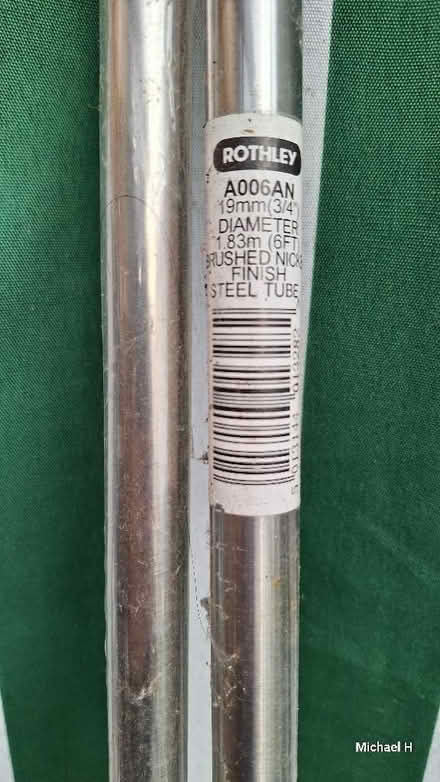 ROTHLEY
A006AN
19mm(3/4")
DIAMETER
1.83m (6FT)
BRUSHED NICK
FINISH
STEEL TUBE
Michael H